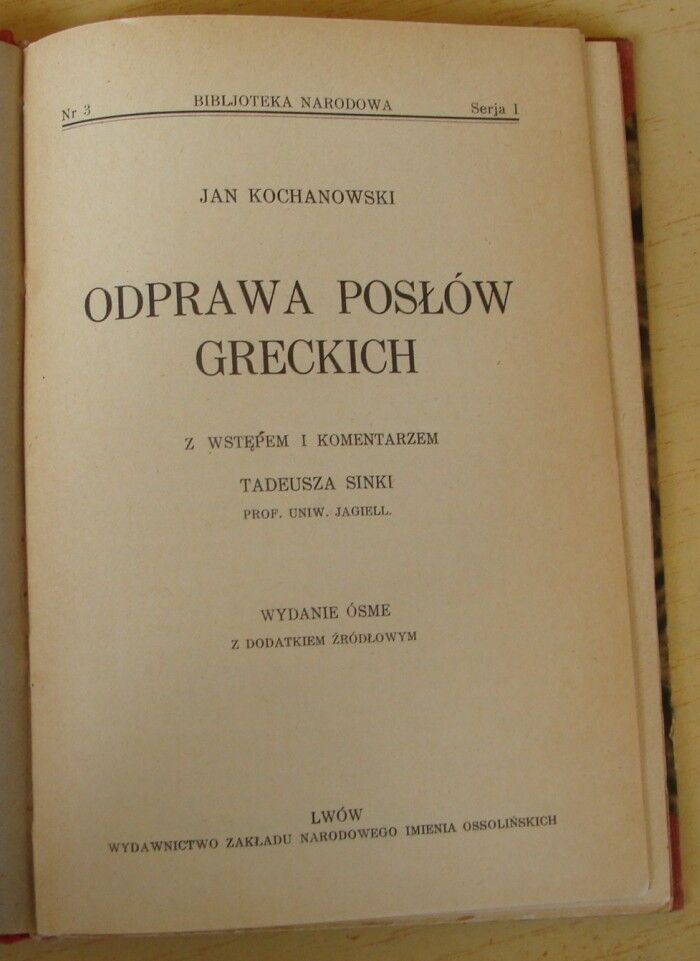 Nr 3 BIBLJOTEKA NARODOWA Serja I
JAN KOCHANOWSKI
ODPRAWA POSŁÓW
GRECKICH
Z WSTĘPEM I KOMENTARZEM
TADEUSZA SINKI
PROF. UNIW. JAGIELL.
WYDANIE ÓSME
Z DODATKIEM ŹRÓDŁOWYM
LWÓW
WYDAWNICTWO ZAKŁADU NARODOWEGO IMIENIA OSSOLIŃSKICH